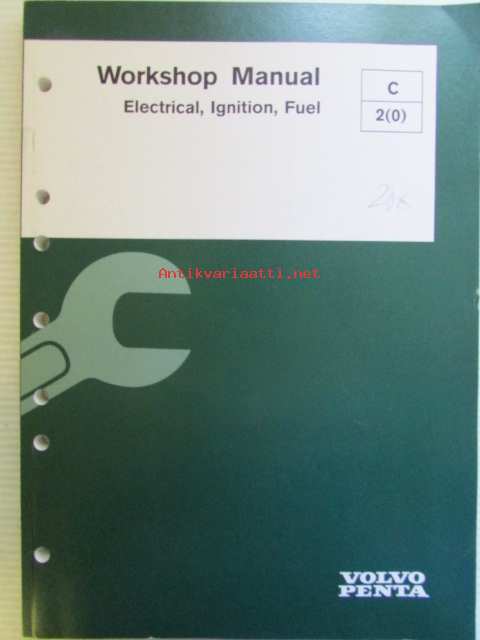 Workshop Manual
Electrical, Ignition, Fuel
C
2(0)
Antikvariaatti.net
VOLVO
PENTA